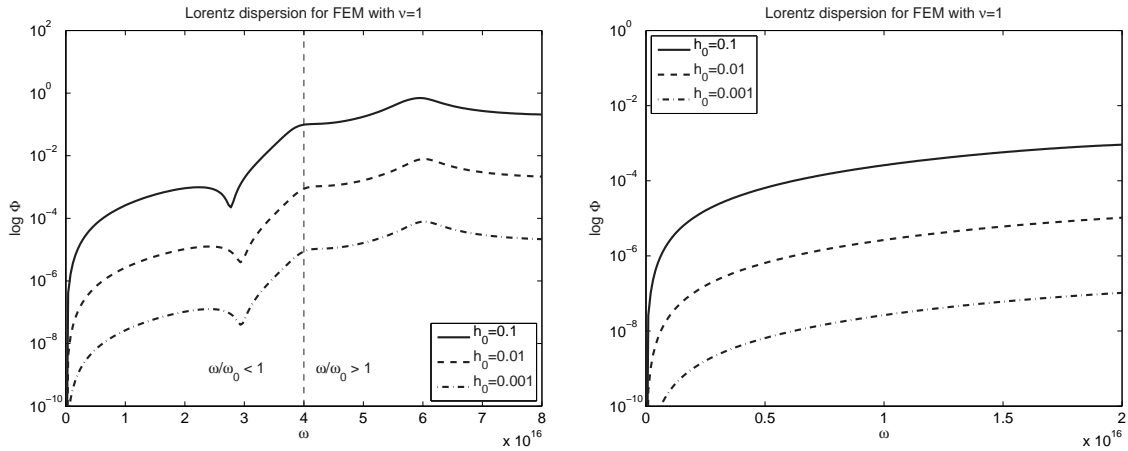 Lorentz dispersion for FEM with ν=1
log Φ
10^2
10^0
10^-2
10^-4
10^-6
10^-8
10^-10
ω/ω_0 < 1
ω/ω_0 > 1
h_0=0.1
h_0=0.01
h_0=0.001
0 1 2 3 4 5 6 7 8
ω
x 10^16
Lorentz dispersion for FEM with ν=1
log Φ
10^0
10^-2
10^-4
10^-6
10^-8
10^-10
h_0=0.1
h_0=0.01
h_0=0.001
0 0.5 1 1.5 2
ω
x 10^16